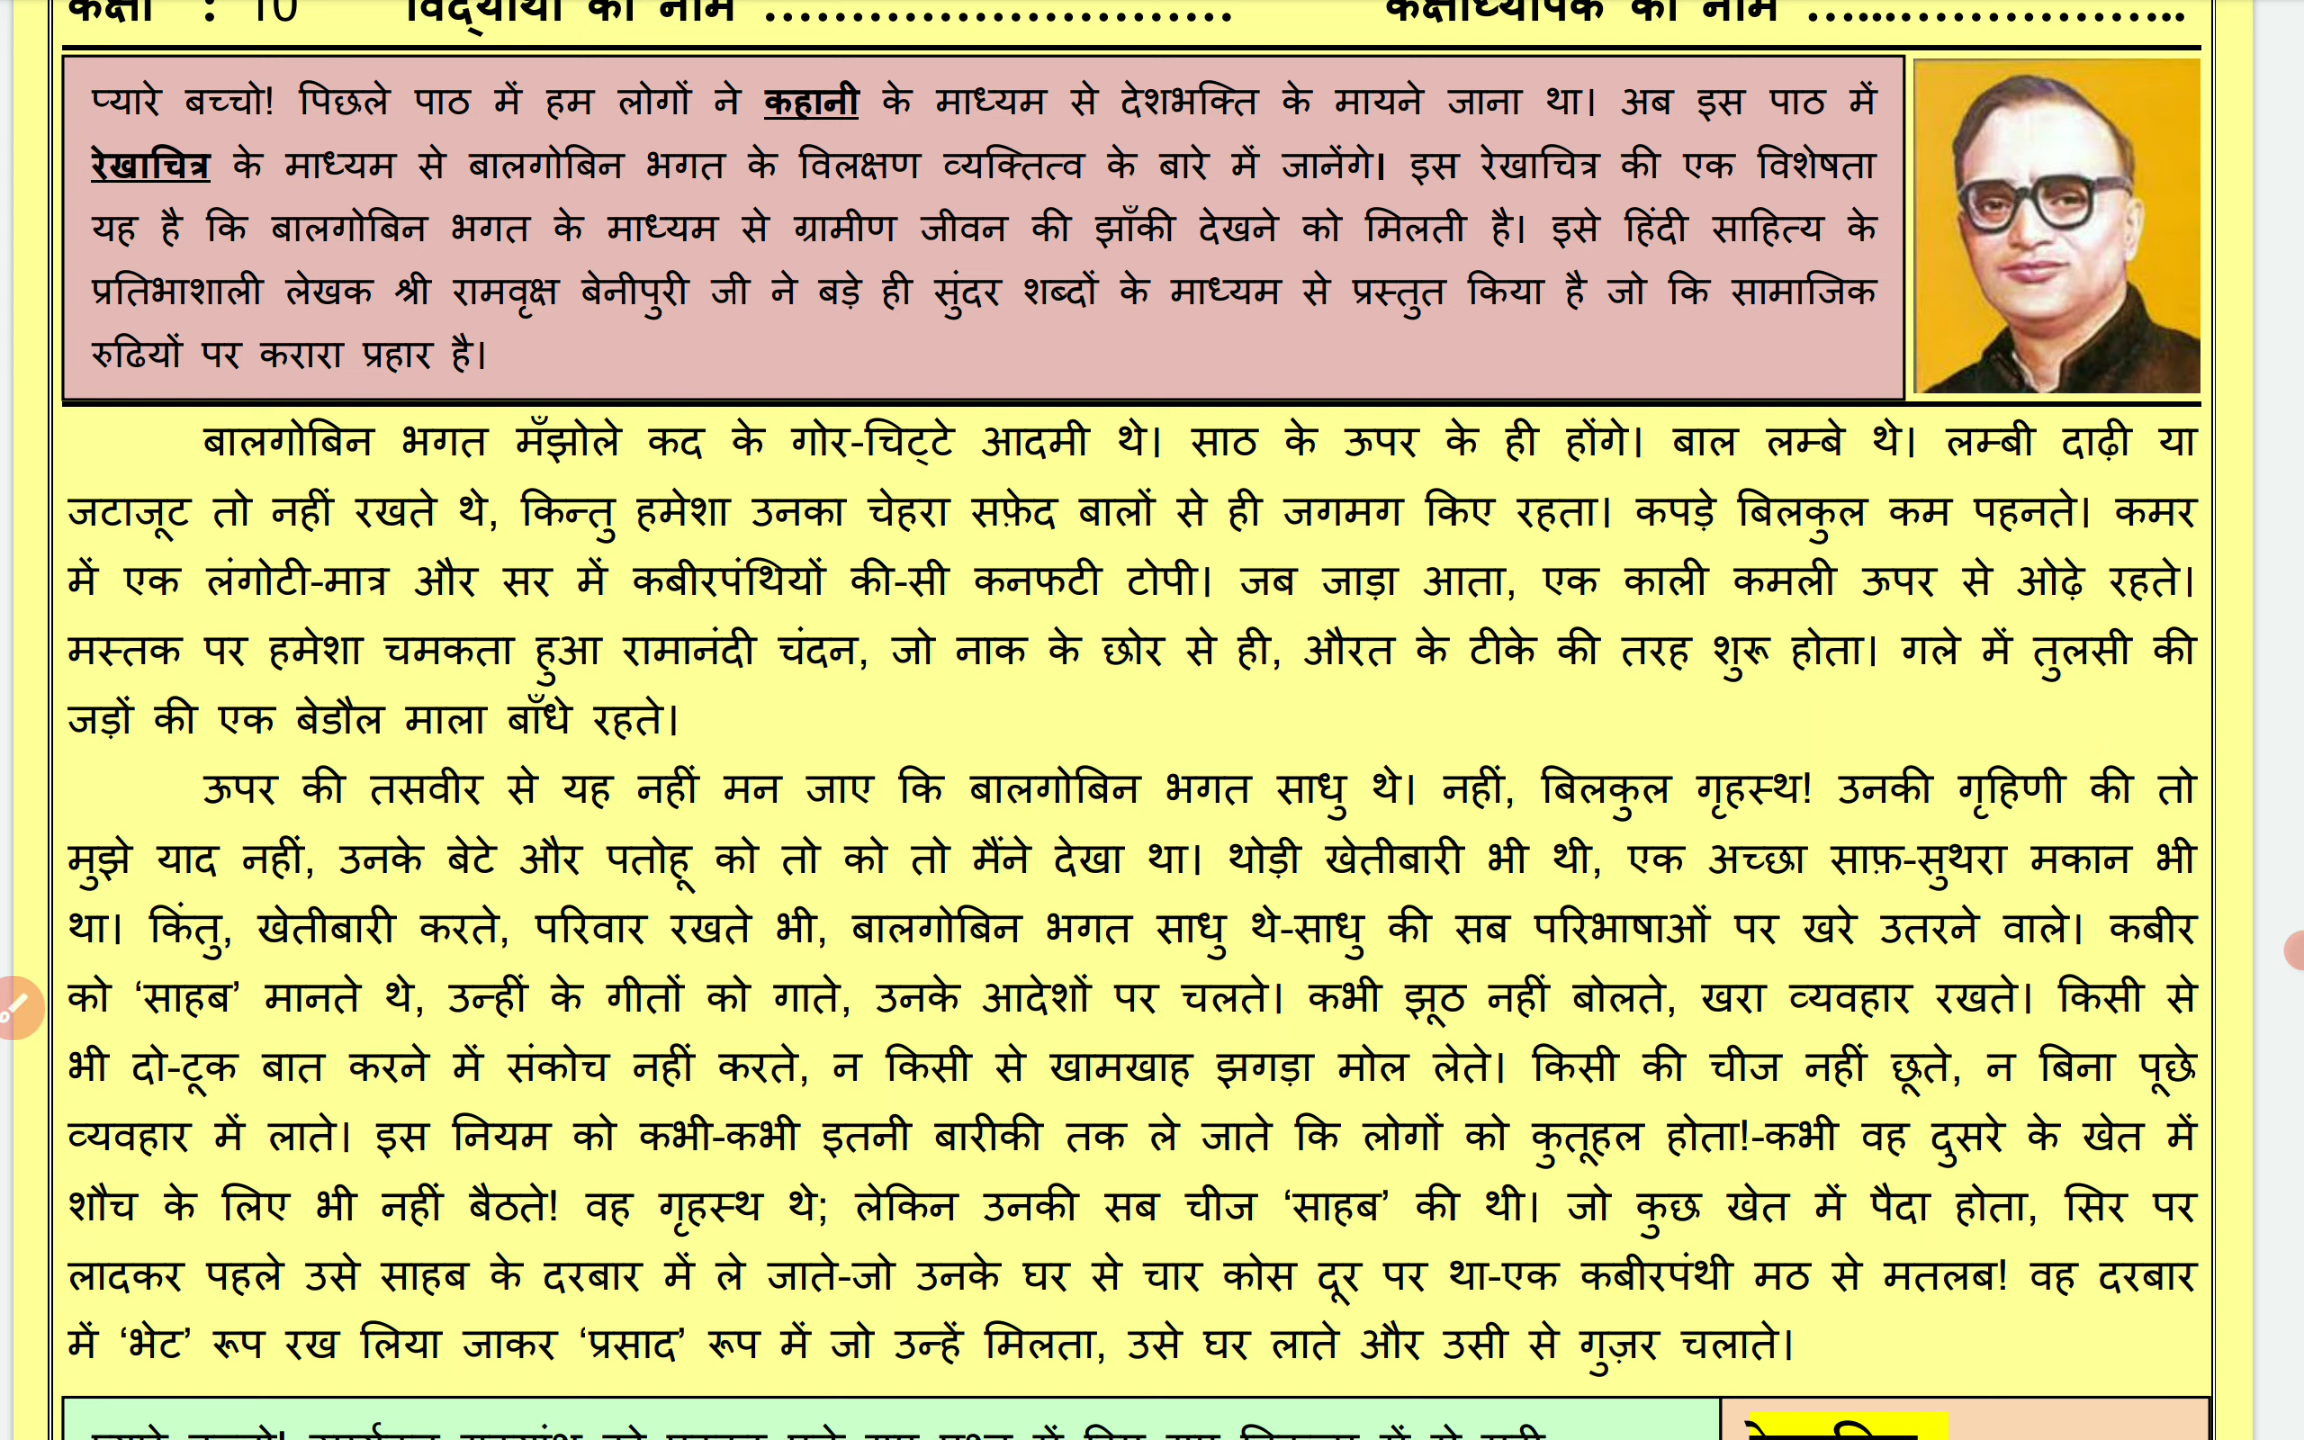 कक्षा : 10 विद्यार्थी का नाम ……………………… कक्षाध्यापक का नाम …..……………..
प्यारे बच्चो! पिछले पाठ में हम लोगों ने कहानी के माध्यम से देशभक्ति के मायने जाना था। अब इस पाठ में
रेखाचित्र के माध्यम से बालगोबिन भगत के विलक्षण व्यक्तित्व के बारे में जानेंगे। इस रेखाचित्र की एक विशेषता
यह है कि बालगोबिन भगत के माध्यम से ग्रामीण जीवन की झाँकी देखने को मिलती है। इसे हिंदी साहित्य के
प्रतिभाशाली लेखक श्री रामवृक्ष बेनीपुरी जी ने बड़े ही सुंदर शब्दों के माध्यम से प्रस्तुत किया है जो कि सामाजिक
रुढियों पर करारा प्रहार है।
बालगोबिन भगत मँझोले कद के गोर-चिट्टे आदमी थे। साठ के ऊपर के ही होंगे। बाल लम्बे थे। लम्बी दाढ़ी या
जटाजूट तो नहीं रखते थे, किन्तु हमेशा उनका चेहरा सफ़ेद बालों से ही जगमग किए रहता। कपड़े बिलकुल कम पहनते। कमर
में एक लंगोटी-मात्र और सर में कबीरपंथियों की-सी कनफटी टोपी। जब जाड़ा आता, एक काली कमली ऊपर से ओढ़े रहते।
मस्तक पर हमेशा चमकता हुआ रामानंदी चंदन, जो नाक के छोर से ही, औरत के टीके की तरह शुरू होता। गले में तुलसी की
जड़ों की एक बेडौल माला बाँधे रहते।
ऊपर की तसवीर से यह नहीं मन जाए कि बालगोबिन भगत साधु थे। नहीं, बिलकुल गृहस्थ! उनकी गृहिणी की तो
मुझे याद नहीं, उनके बेटे और पतोहू को तो को तो मैंने देखा था। थोड़ी खेतीबारी भी थी, एक अच्छा साफ़-सुथरा मकान भी
था। किंतु, खेतीबारी करते, परिवार रखते भी, बालगोबिन भगत साधु थे-साधु की सब परिभाषाओं पर खरे उतरने वाले। कबीर
को ‘साहब’ मानते थे, उन्हीं के गीतों को गाते, उनके आदेशों पर चलते। कभी झूठ नहीं बोलते, खरा व्यवहार रखते। किसी से
भी दो-टूक बात करने में संकोच नहीं करते, न किसी से खामखाह झगड़ा मोल लेते। किसी की चीज नहीं छूते, न बिना पूछे
व्यवहार में लाते। इस नियम को कभी-कभी इतनी बारीकी तक ले जाते कि लोगों को कुतूहल होता!-कभी वह दुसरे के खेत में
शौच के लिए भी नहीं बैठते! वह गृहस्थ थे; लेकिन उनकी सब चीज ‘साहब’ की थी। जो कुछ खेत में पैदा होता, सिर पर
लादकर पहले उसे साहब के दरबार में ले जाते-जो उनके घर से चार कोस दूर पर था-एक कबीरपंथी मठ से मतलब! वह दरबार
में ‘भेट’ रूप रख लिया जाकर ‘प्रसाद’ रूप में जो उन्हें मिलता, उसे घर लाते और उसी से गुज़र चलाते।